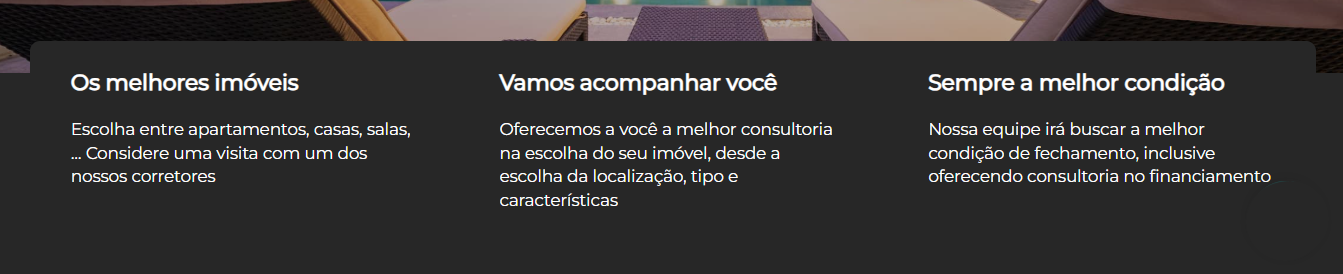 Os melhores imóveis
Escolha entre apartamentos, casas, salas,
... Considere uma visita com um dos
nossos corretores
Vamos acompanhar você
Oferecemos a você a melhor consultoria
na escolha do seu imóvel, desde a
escolha da localização, tipo e
características
Sempre a melhor condição
Nossa equipe irá buscar a melhor
condição de fechamento, inclusive
oferecendo consultoria no financiamento